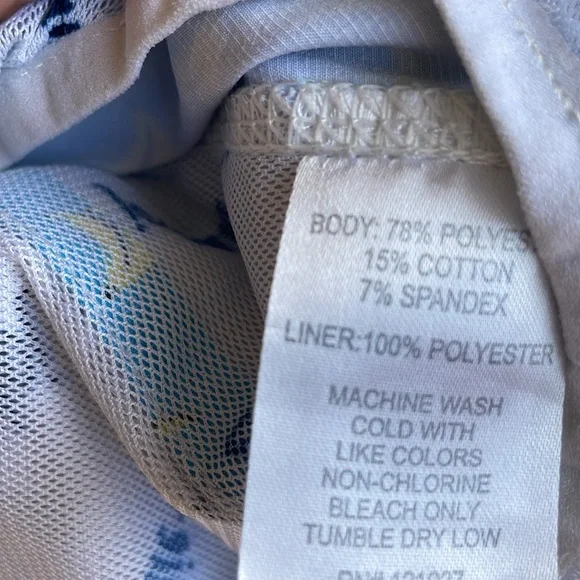 BODY: 78% POLYES
15% COTTON
7% SPANDEX
LINER:100% POLYESTER
MACHINE WASH
COLD WITH
LIKE COLORS
NON-CHLORINE
BLEACH ONLY
TUMBLE DRY LOW